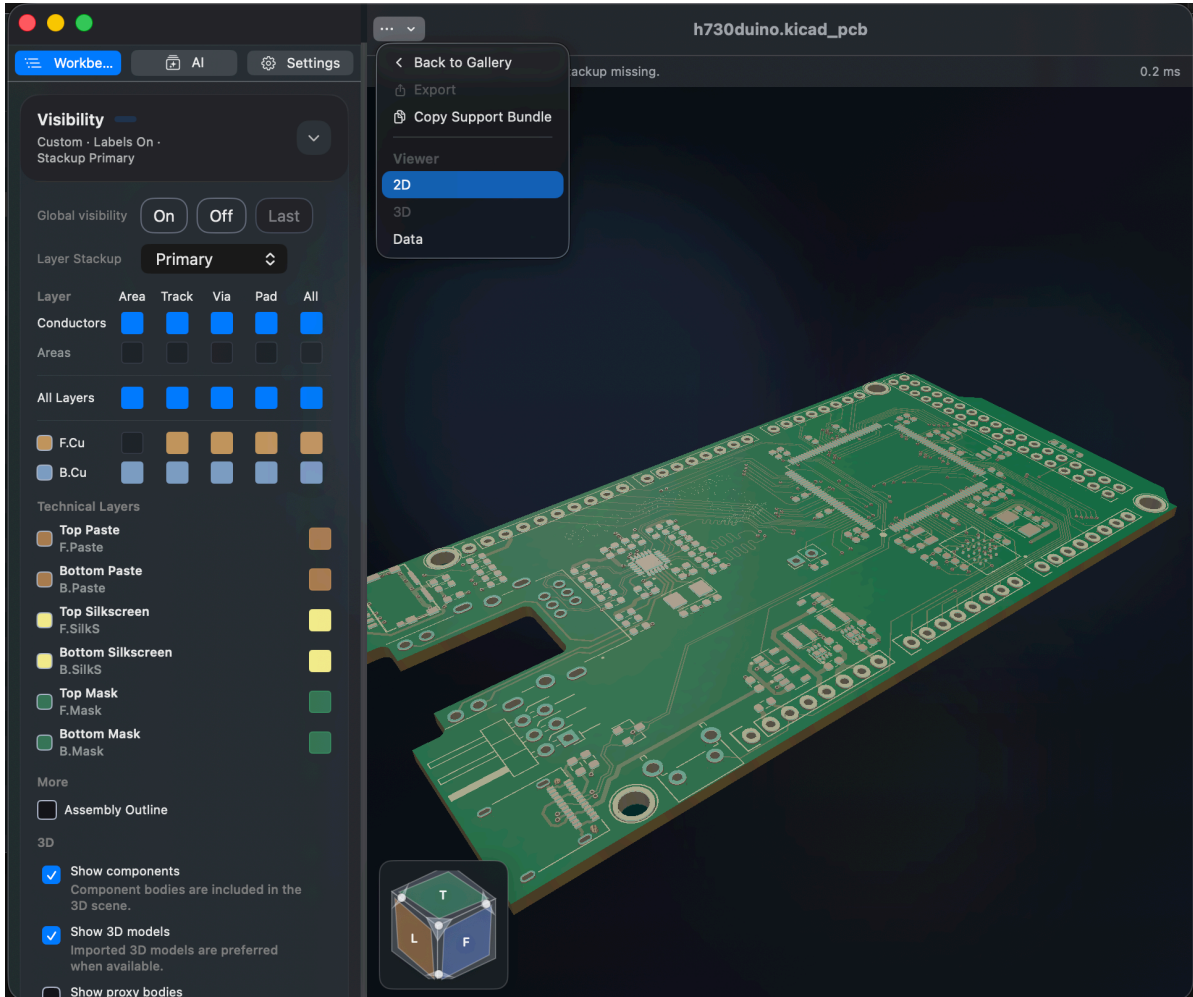 h730duino.kicad_pcb
Workbe...
AI
Settings
Back to Gallery
Export
Copy Support Bundle
Viewer
2D
3D
Data
ackup missing.
0.2 ms
Visibility
Custom · Labels On ·
Stackup Primary
Global visibility On Off Last
Layer Stackup Primary
Layer Area Track Via Pad All
Conductors
Areas
All Layers
F.Cu
B.Cu
Technical Layers
Top Paste
F.Paste
Bottom Paste
B.Paste
Top Silkscreen
F.SilkS
Bottom Silkscreen
B.SilkS
Top Mask
F.Mask
Bottom Mask
B.Mask
More
Assembly Outline
3D
Show components
Component bodies are included in the
3D scene.
Show 3D models
Imported 3D models are preferred
when available.
Show proxy bodies
T
L
F